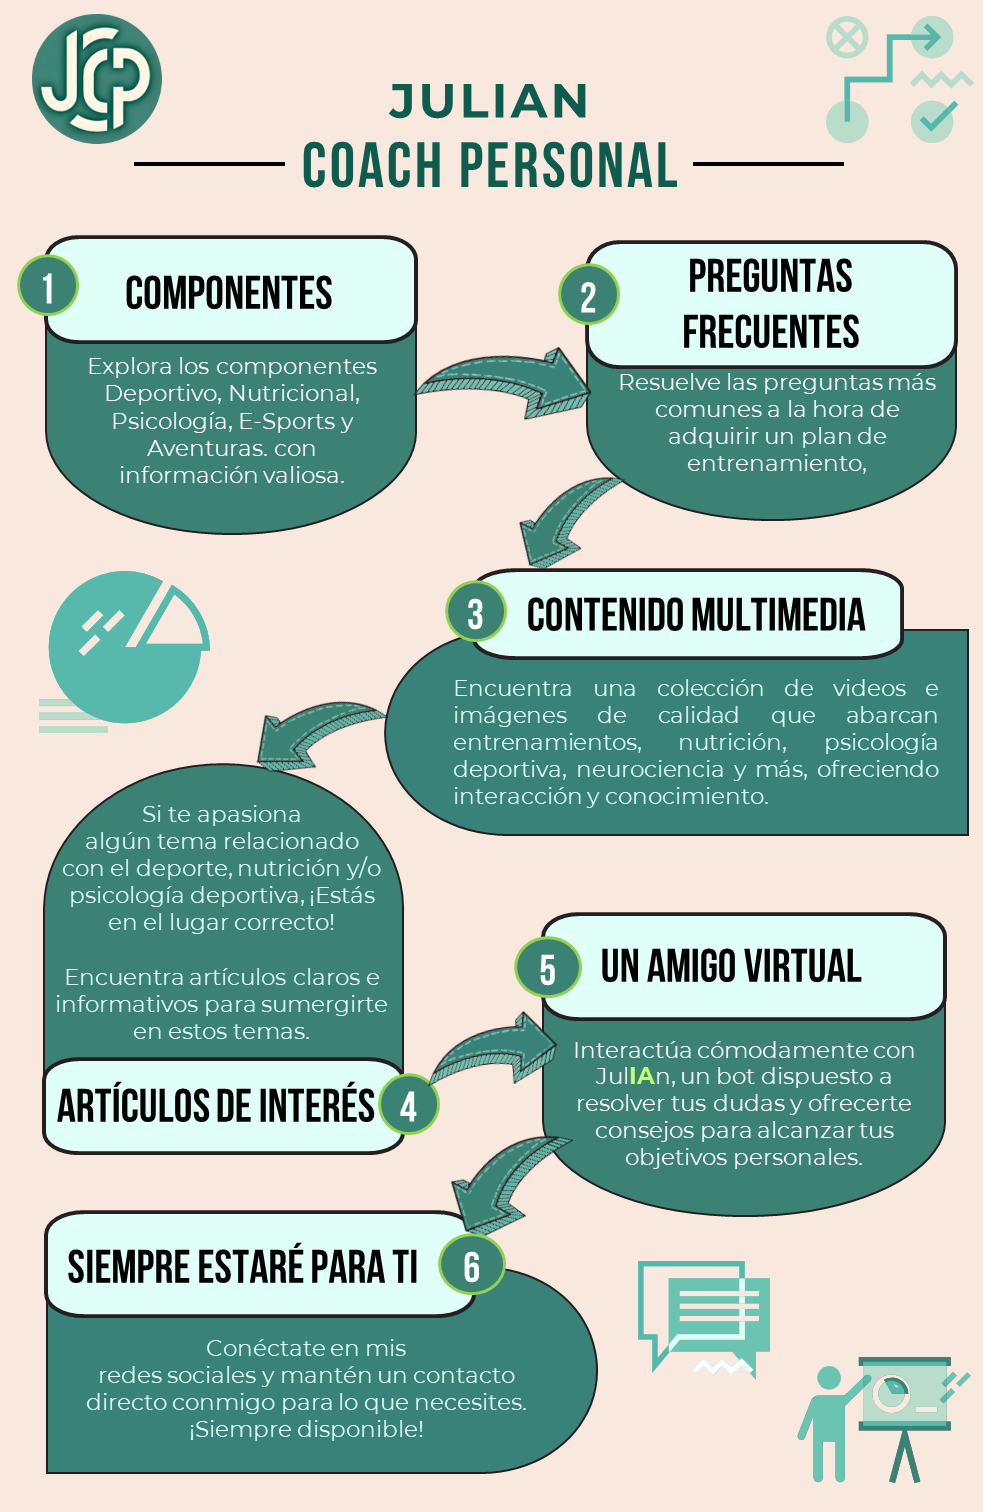 JCP
JULIAN
COACH PERSONAL
1
COMPONENTES
Explora los componentes
Deportivo, Nutricional,
Psicología, E-Sports y
Aventuras. con
información valiosa.
2
PREGUNTAS
FRECUENTES
Resuelve las preguntas más
comunes a la hora de
adquirir un plan de
entrenamiento,
3
CONTENIDO MULTIMEDIA
Encuentra una colección de videos e
imágenes de calidad que abarcan
entrenamientos, nutrición, psicología
deportiva, neurociencia y más, ofreciendo
interacción y conocimiento.
Si te apasiona
algún tema relacionado
con el deporte, nutrición y/o
psicología deportiva, ¡Estás
en el lugar correcto!
Encuentra artículos claros e
informativos para sumergirte
en estos temas.
ARTÍCULOS DE INTERÉS
4
5
UN AMIGO VIRTUAL
Interactúa cómodamente con
JulIAn, un bot dispuesto a
resolver tus dudas y ofrecerte
consejos para alcanzar tus
objetivos personales.
SIEMPRE ESTARÉ PARA TI
6
Conéctate en mis
redes sociales y mantén un contacto
directo conmigo para lo que necesites.
¡Siempre disponible!